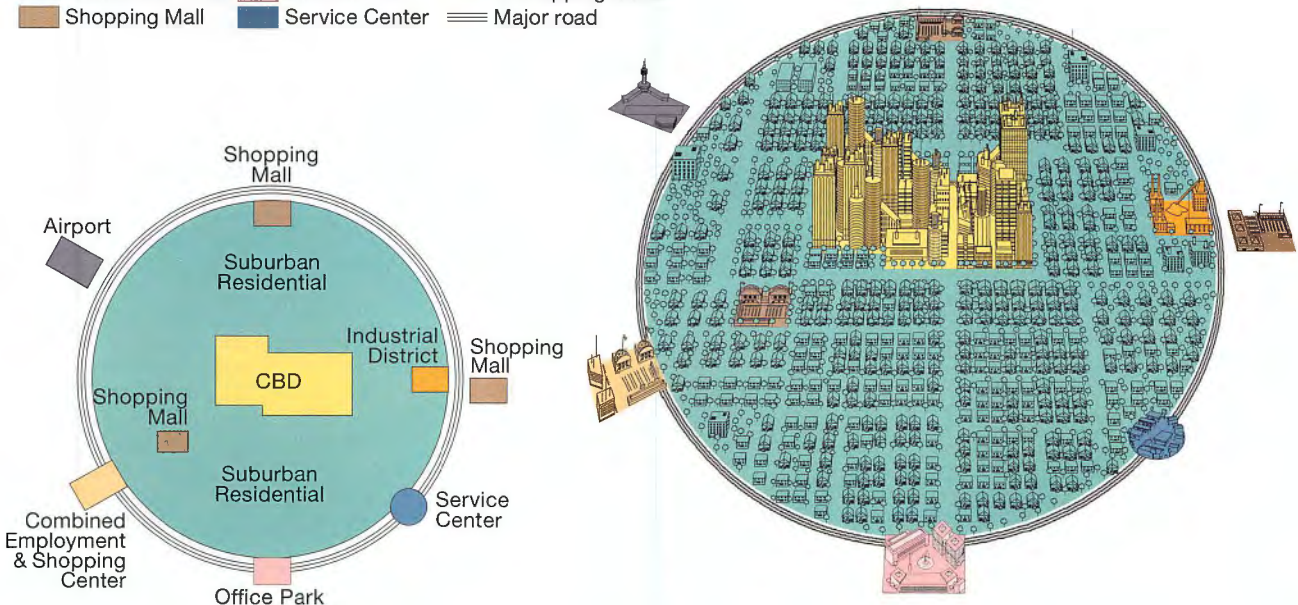 Shopping Mall
Service Center
Major road
Shopping
Mall
Airport
Suburban
Residential
Industrial
District
Shopping
Mall
CBD
Shopping
Mall
Suburban
Residential
Service
Center
Combined
Employment
& Shopping
Center
Office Park